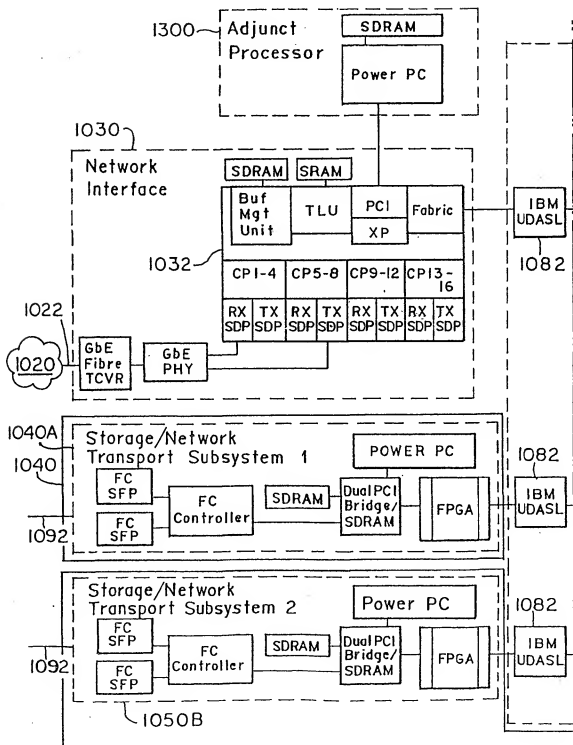 1300
Adjunct
Processor
SDRAM
Power PC
1030
Network
Interface
SDRAM
SRAM
Buf
Mgt
Unit
TLU
PCI
XP
Fabric
1032
CP1-4
CP5-8
CP9-12
CP13-
16
RX
SDP
TX
SDP
RX
SDP
TX
SDP
RX
SDP
TX
SDP
RX
SDP
TX
SDP
1022
1020
GbE
Fibre
TCVR
GbE
PHY
IBM
UDASL
1082
1040A
1040
Storage/Network
Transport Subsystem 1
POWER PC
FC
SFP
FC
SFP
FC
Controller
SDRAM
Dual PCI
Bridge/
SDRAM
FPGA
1092
1082
IBM
UDASL
Storage/Network
Transport Subsystem 2
Power PC
FC
SFP
FC
SFP
FC
Controller
SDRAM
Dual PCI
Bridge/
SDRAM
FPGA
1092
1082
IBM
UDASL
1050B